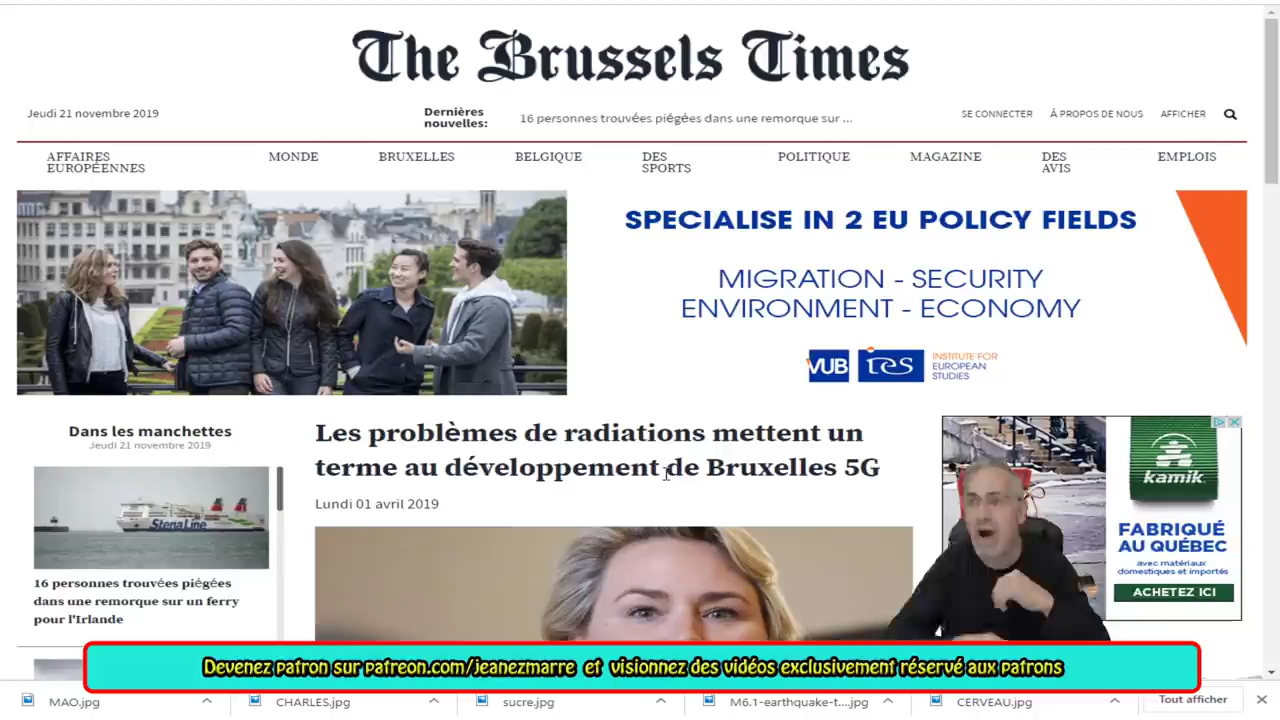 The Brussels Times
Jeudi 21 novembre 2019
Dernières
nouvelles:
16 personnes trouvées piégées dans une remorque sur ...
SE CONNECTER
À PROPOS DE NOUS
AFFICHER
AFFAIRES
EUROPÉENNES
MONDE
BRUXELLES
BELGIQUE
DES
SPORTS
POLITIQUE
MAGAZINE
DES
AVIS
EMPLOIS
SPECIALISE IN 2 EU POLICY FIELDS
MIGRATION - SECURITY
ENVIRONMENT - ECONOMY
VUB
ies
INSTITUTE FOR
EUROPEAN
STUDIES
Dans les manchettes
Jeudi 21 novembre 2019
StenaLine
16 personnes trouvées piégées
dans une remorque sur un ferry
pour l'Irlande
Les problèmes de radiations mettent un
terme au développement de Bruxelles 5G
Lundi 01 avril 2019
kamik
FABRIQUÉ
AU QUÉBEC
avec matériaux
domestiques et importés
ACHETEZ ICI
Devenez patron sur patreon.com/jeanezmarre et visionnez des vidéos exclusivement réservé aux patrons
MAO.jpg
CHARLES.jpg
sucre.jpg
M6.1-earthquake-t....jpg
CERVEAU.jpg
Tout afficher